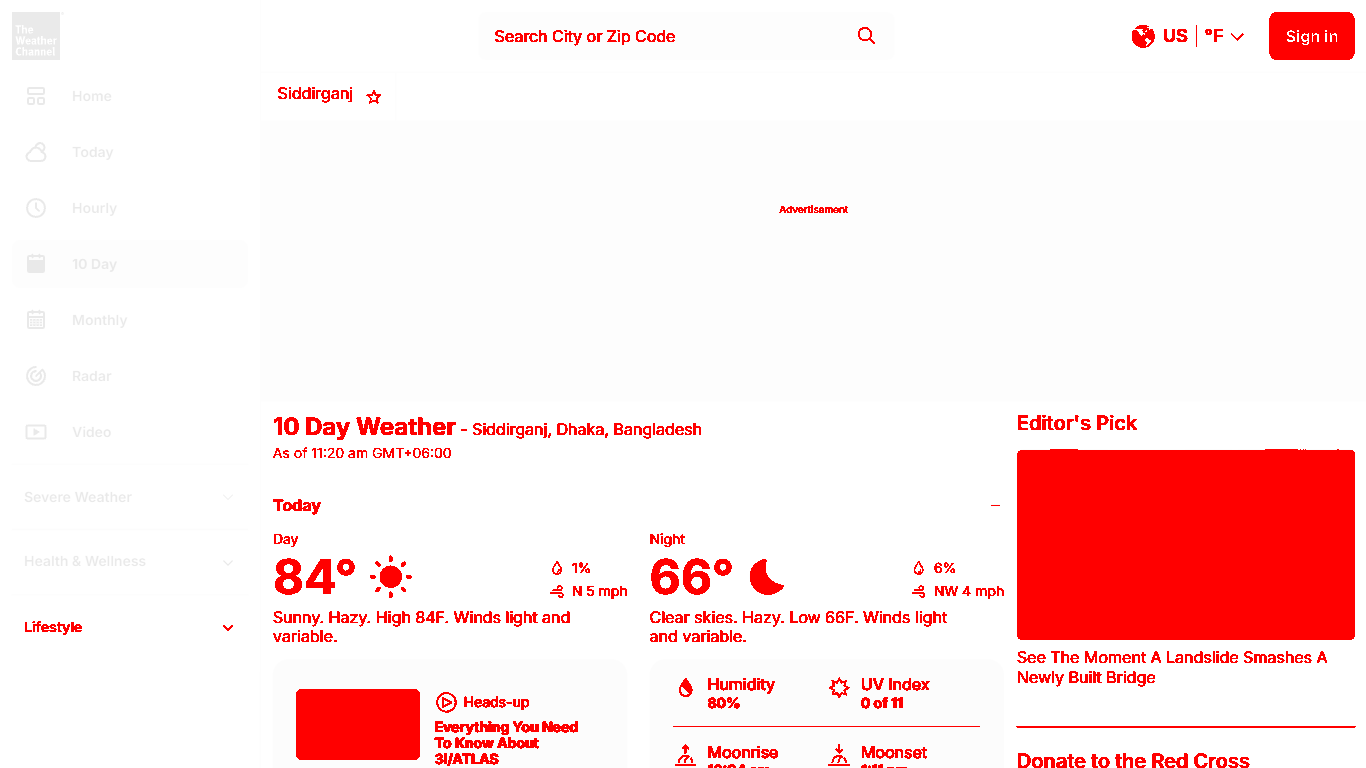 The
Weather
Channel
Search City or Zip Code
US
°F
Sign in
Home
Today
Hourly
10 Day
Monthly
Radar
Video
Severe Weather
Health & Wellness
Lifestyle
Siddirganj
Advertisement
10 Day Weather - Siddirganj, Dhaka, Bangladesh
As of 11:20 am GMT+06:00
Today
Day
84°
1%
N 5 mph
Sunny. Hazy. High 84F. Winds light and
variable.
Night
66°
6%
NW 4 mph
Clear skies. Hazy. Low 66F. Winds light
and variable.
Heads-up
Everything You Need
To Know About
3I/ATLAS
Humidity
80%
UV Index
0 of 11
Moonrise
Moonset
Editor's Pick
See The Moment A Landslide Smashes A
Newly Built Bridge
Donate to the Red Cross